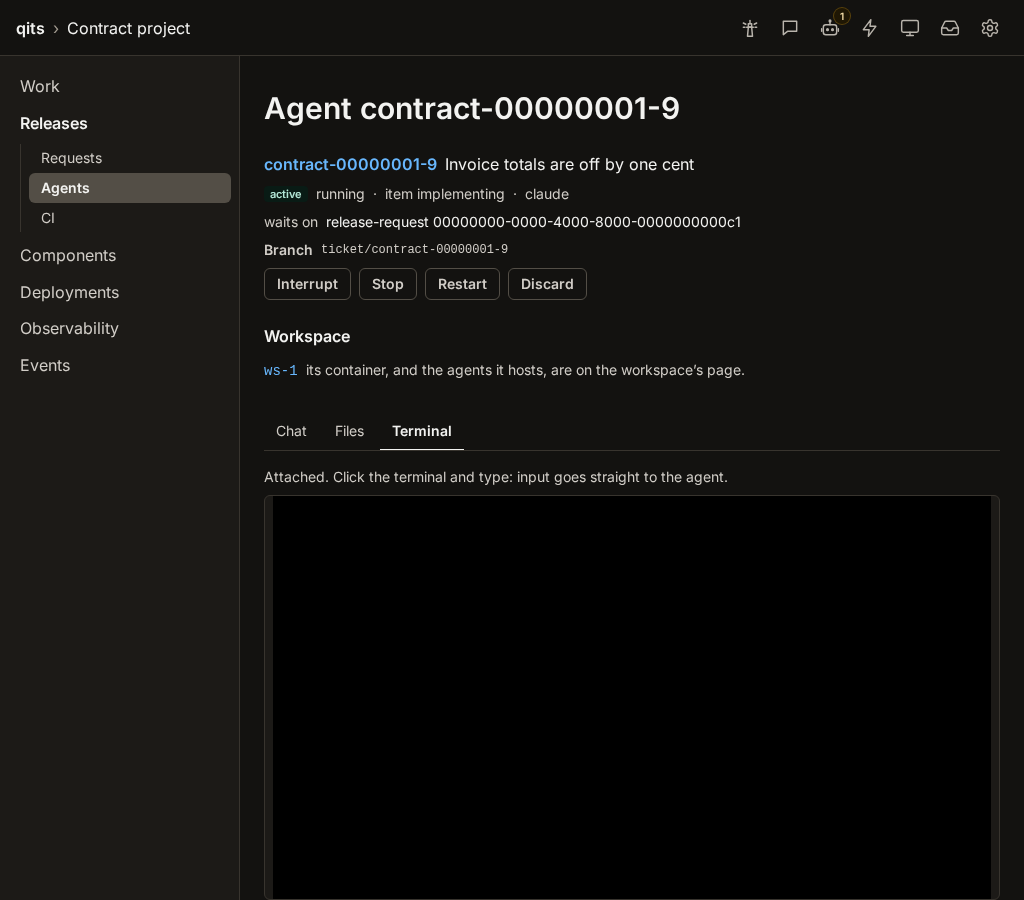 qits › Contract project
1
Work
Releases
Requests
Agents
CI
Components
Deployments
Observability
Events
Agent contract-00000001-9
contract-00000001-9 Invoice totals are off by one cent
active running · item implementing · claude
waits on release-request 00000000-0000-4000-8000-0000000000c1
Branch ticket/contract-00000001-9
Interrupt Stop Restart Discard
Workspace
ws-1 its container, and the agents it hosts, are on the workspace’s page.
Chat Files Terminal
Attached. Click the terminal and type: input goes straight to the agent.